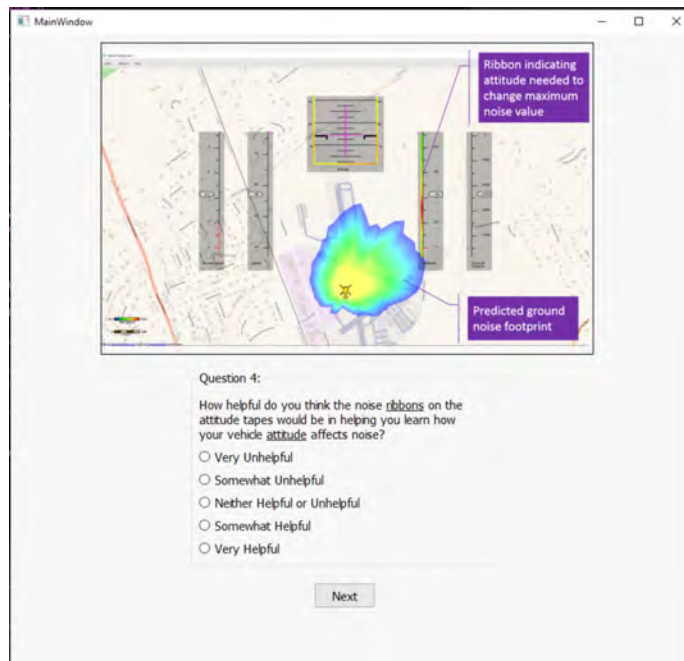 MainWindow
Ribbon indicating
attitude needed to
change maximum
noise value
Predicted ground
noise footprint
Question 4:
How helpful do you think the noise ribbons on the
attitude tapes would be in helping you learn how
your vehicle attitude affects noise?
Very Unhelpful
Somewhat Unhelpful
Neither Helpful or Unhelpful
Somewhat Helpful
Very Helpful
Next